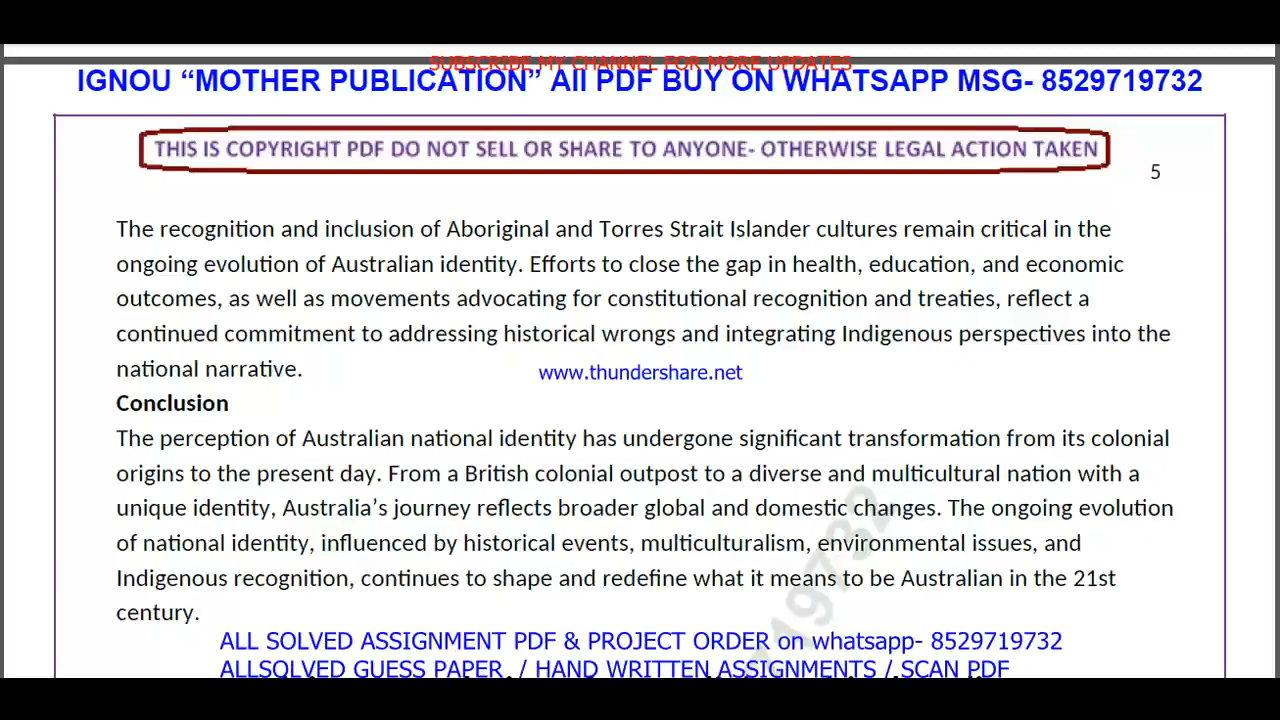 SUBSCRIBE MY CHANNEL FOR MORE UPDATES
IGNOU “MOTHER PUBLICATION” All PDF BUY ON WHATSAPP MSG- 8529719732
THIS IS COPYRIGHT PDF DO NOT SELL OR SHARE TO ANYONE- OTHERWISE LEGAL ACTION TAKEN
5
The recognition and inclusion of Aboriginal and Torres Strait Islander cultures remain critical in the
ongoing evolution of Australian identity. Efforts to close the gap in health, education, and economic
outcomes, as well as movements advocating for constitutional recognition and treaties, reflect a
continued commitment to addressing historical wrongs and integrating Indigenous perspectives into the
national narrative.
www.thundershare.net
Conclusion
The perception of Australian national identity has undergone significant transformation from its colonial
origins to the present day. From a British colonial outpost to a diverse and multicultural nation with a
unique identity, Australia’s journey reflects broader global and domestic changes. The ongoing evolution
of national identity, influenced by historical events, multiculturalism, environmental issues, and
Indigenous recognition, continues to shape and redefine what it means to be Australian in the 21st
century.
19732
ALL SOLVED ASSIGNMENT PDF & PROJECT ORDER on whatsapp- 8529719732
ALLSOLVED GUESS PAPER / HAND WRITTEN ASSIGNMENTS / SCAN PDF